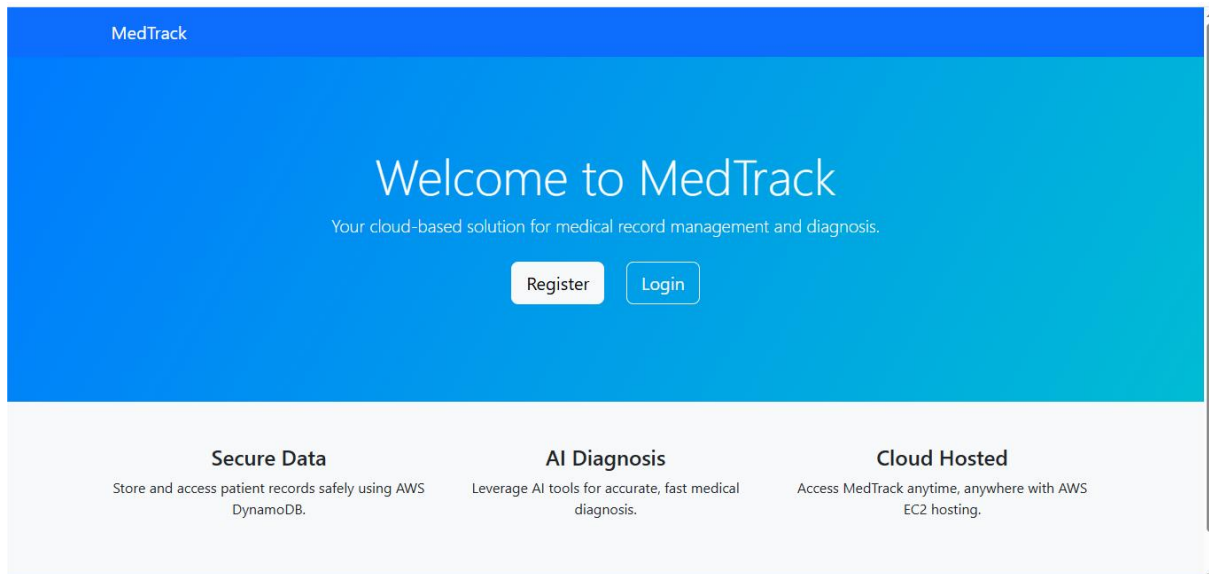 MedTrack
Welcome to MedTrack
Your cloud-based solution for medical record management and diagnosis.
Register
Login
Secure Data
Store and access patient records safely using AWS
DynamoDB.
AI Diagnosis
Leverage AI tools for accurate, fast medical
diagnosis.
Cloud Hosted
Access MedTrack anytime, anywhere with AWS
EC2 hosting.